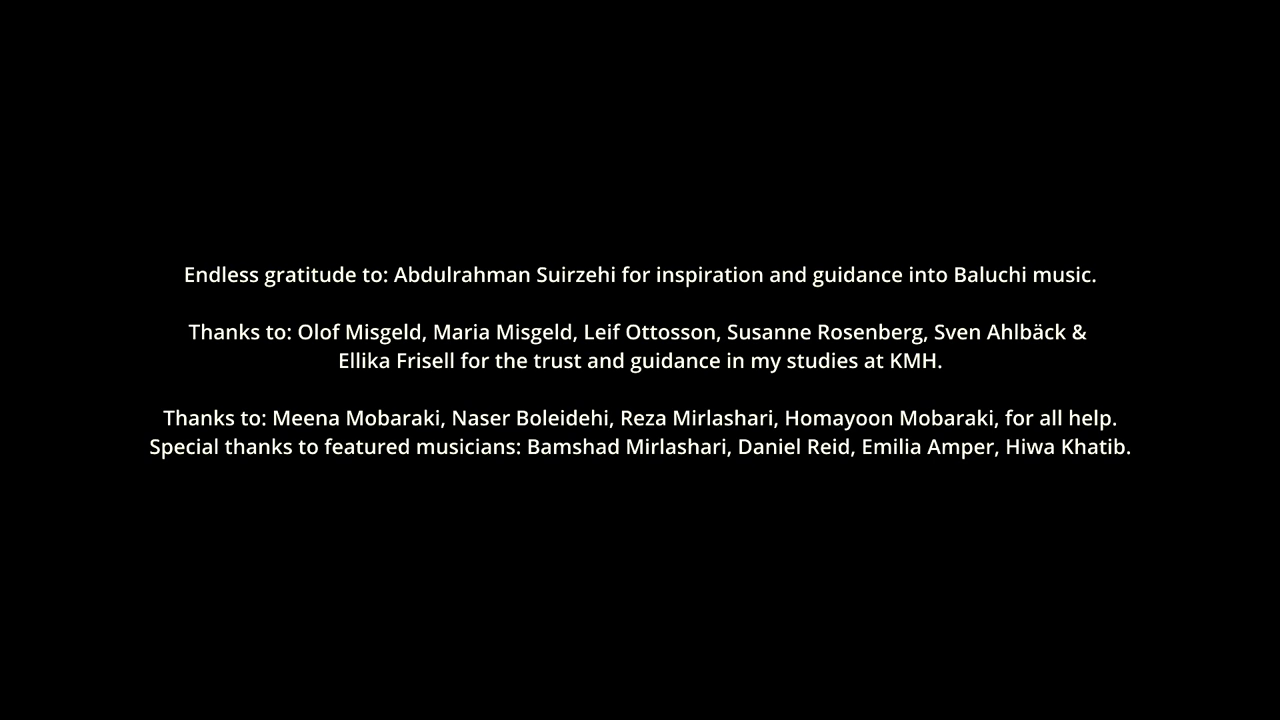 Endless gratitude to: Abdulrahman Suirzehi for inspiration and guidance into Baluchi music.
Thanks to: Olof Misgeld, Maria Misgeld, Leif Ottosson, Susanne Rosenberg, Sven Ahlbäck &
Ellika Frisell for the trust and guidance in my studies at KMH.
Thanks to: Meena Mobaraki, Naser Boleidehi, Reza Mirlashari, Homayoon Mobaraki, for all help.
Special thanks to featured musicians: Bamshad Mirlashari, Daniel Reid, Emilia Amper, Hiwa Khatib.